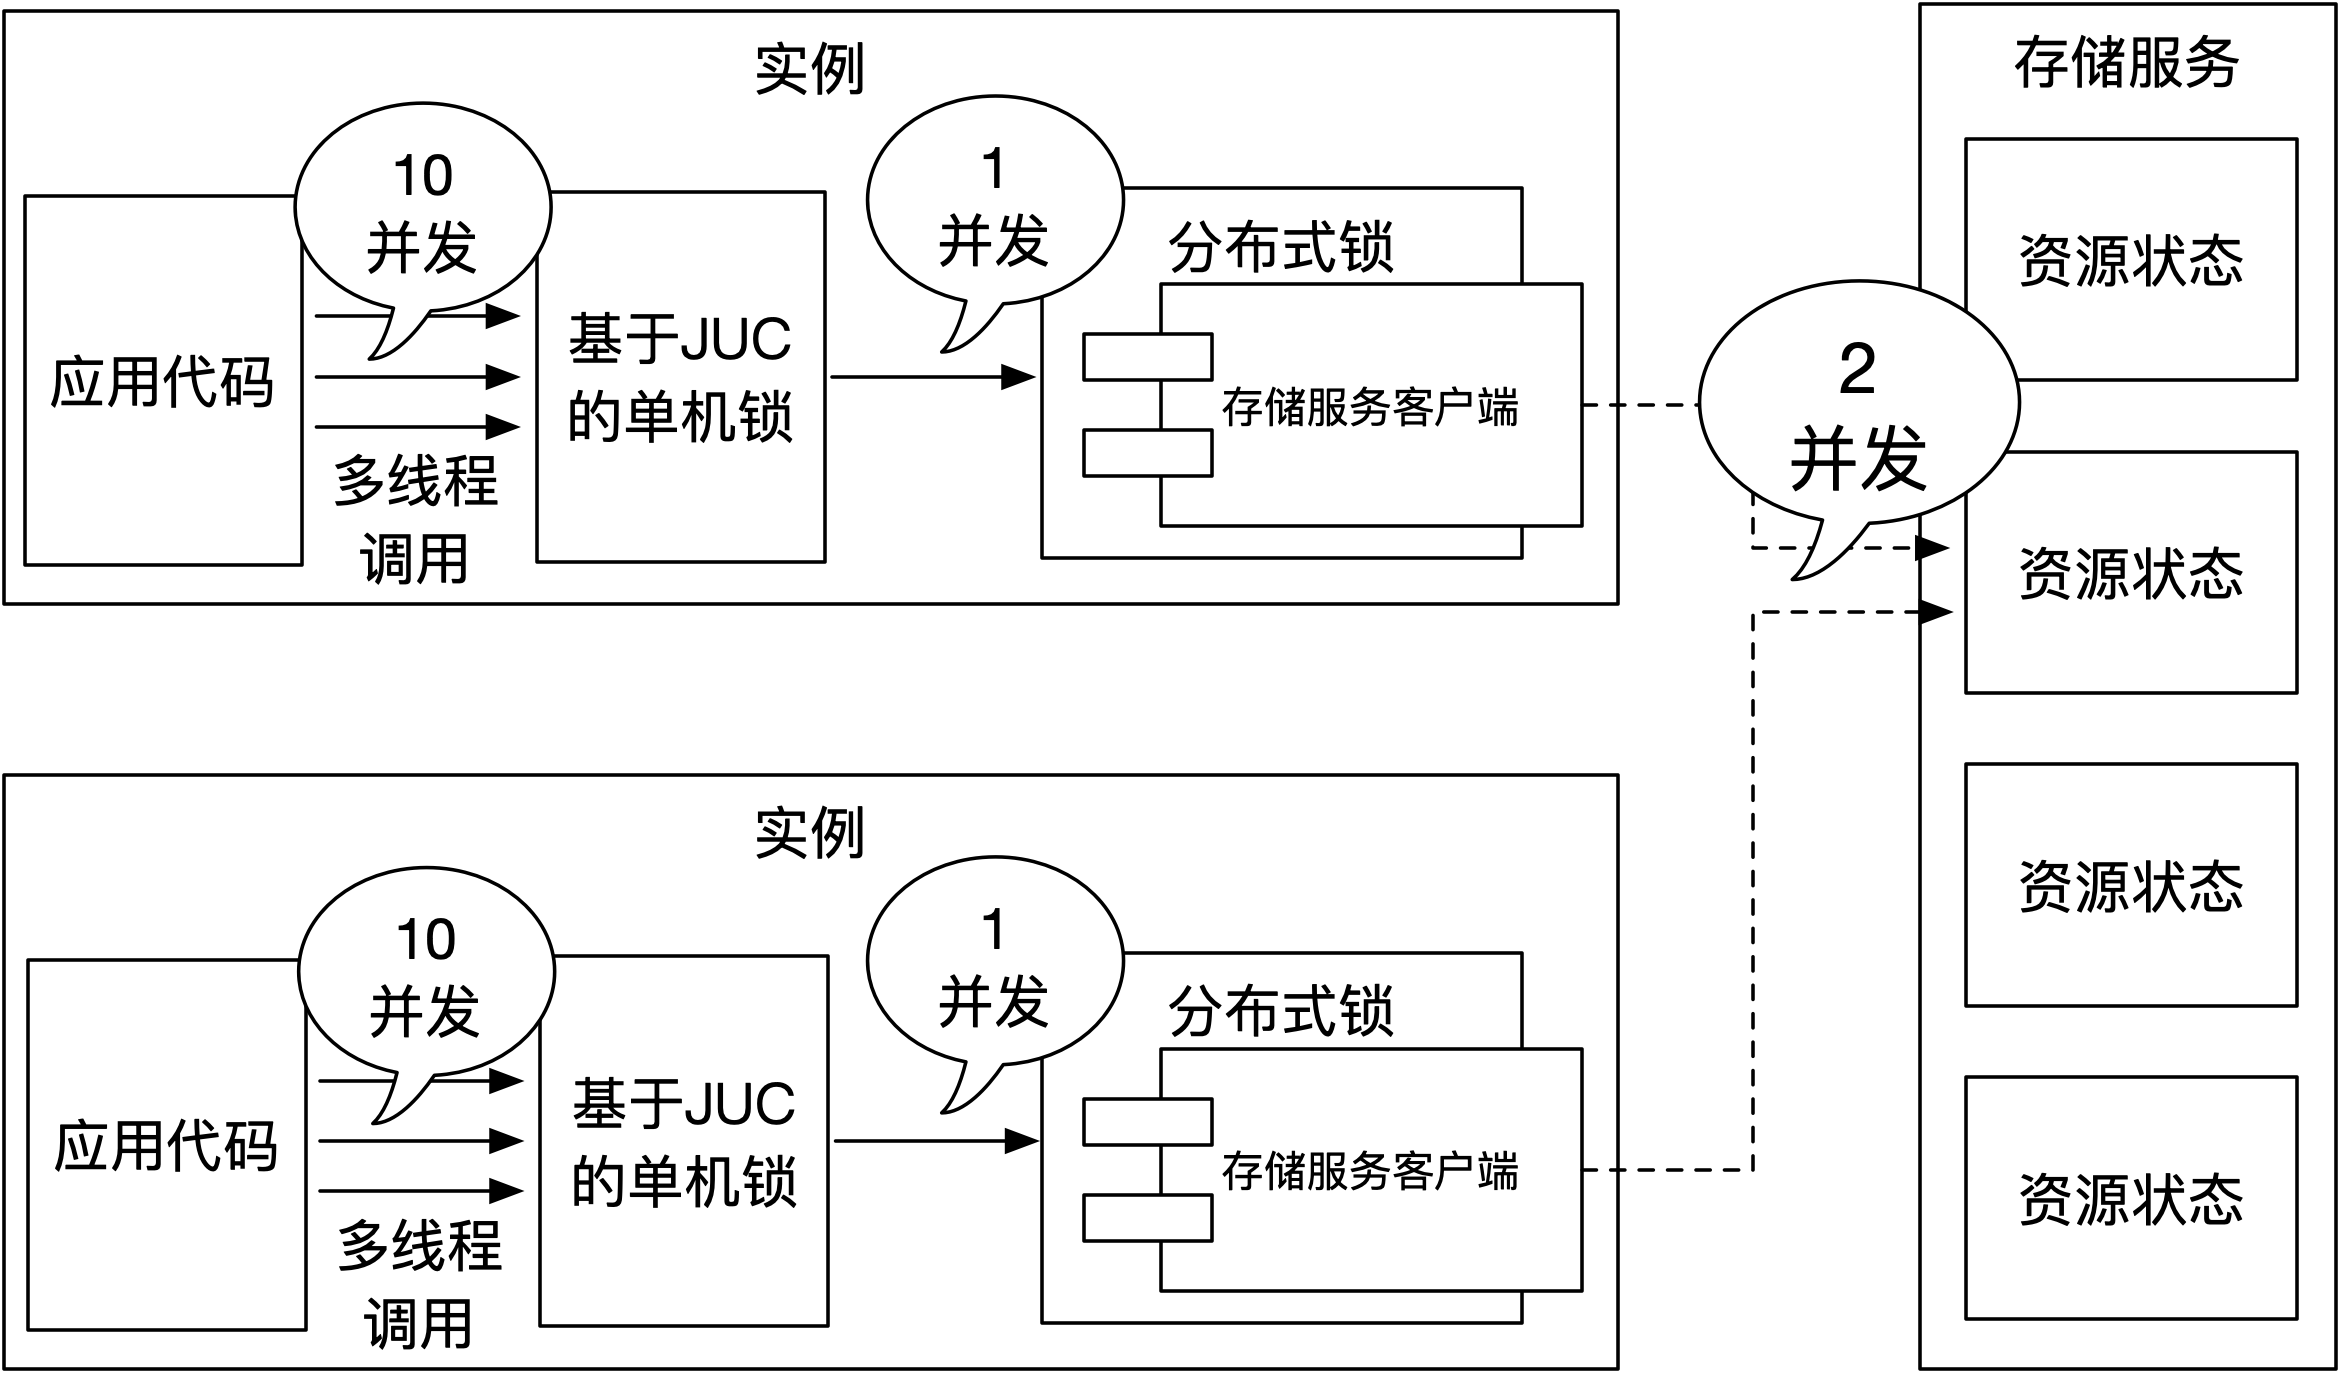 实例
10
并发
应用代码
多线程
调用
基于JUC
的单机锁
1
并发
分布式锁
存储服务客户端
2
并发
存储服务
资源状态
资源状态
资源状态
资源状态
实例
10
并发
应用代码
多线程
调用
基于JUC
的单机锁
1
并发
分布式锁
存储服务客户端